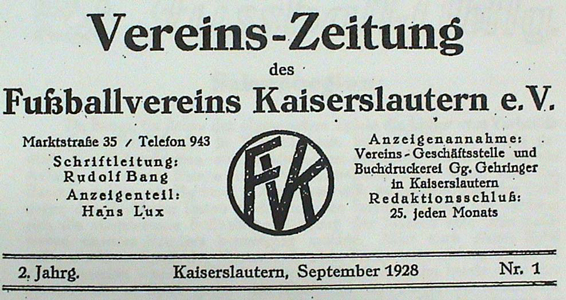 Vereins-Zeitung
des
Fußballvereins Kaiserslautern e.V.
Marktstraße 35 / Telefon 943
Schriftleitung:
Rudolf Bang
Anzeigenteil:
Hans Lux
FVK
Anzeigenannahme:
Vereins-Geschäftsstelle und
Buchdruckerei Gg. Gehringer
in Kaiserslautern
Redaktionsschluß:
25. jeden Monats
2. Jahrg. Kaiserslautern, September 1928 Nr. 1